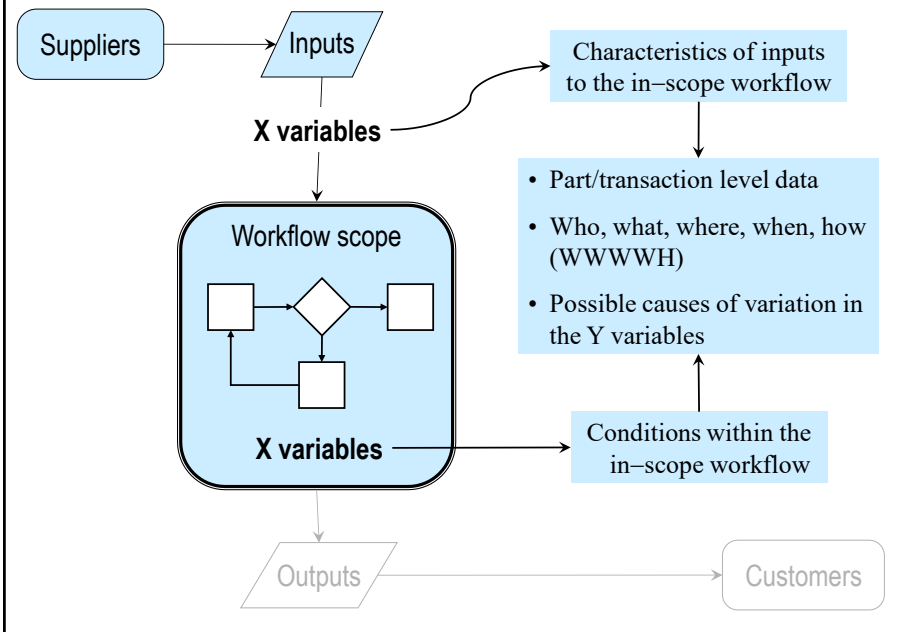 Suppliers
Inputs
Characteristics of inputs
to the in–scope workflow
X variables
• Part/transaction level data
• Who, what, where, when, how
(WWWWH)
• Possible causes of variation in
the Y variables
Workflow scope
X variables
Conditions within the
in–scope workflow
Outputs
Customers